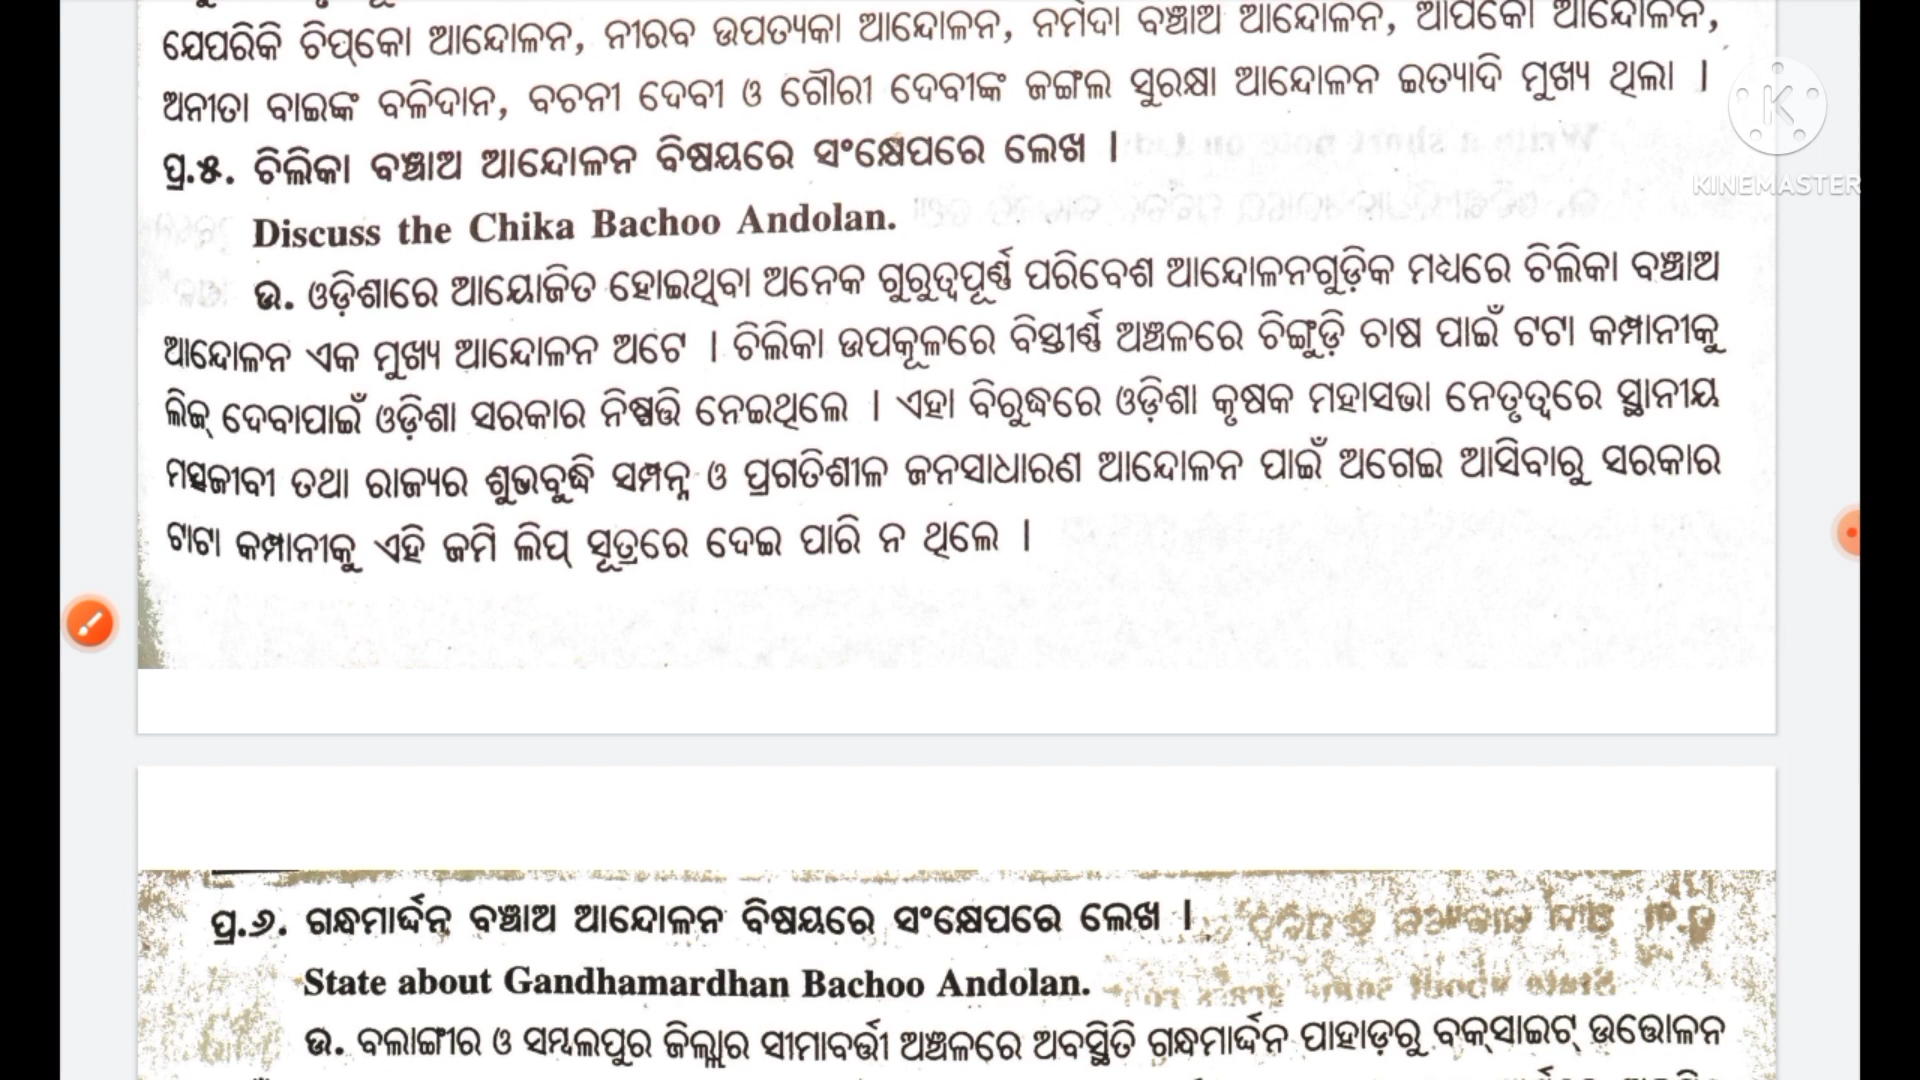 ଯେପରିକି ଚିପ୍‌କୋ ଆନ୍ଦୋଳନ, ନୀରବ ଉପତ୍ୟକା ଆନ୍ଦୋଳନ, ନର୍ମଦା ବଞ୍ଚାଅ ଆନ୍ଦୋଳନ, ଆପିକୋ ଆନ୍ଦୋଳନ,
ଅନୀତା ବାଇଙ୍କ ବଳିଦାନ, ବଚନୀ ଦେବୀ ଓ ଗୌରୀ ଦେବୀଙ୍କ ଜଙ୍ଗଲ ସୁରକ୍ଷା ଆନ୍ଦୋଳନ ଇତ୍ୟାଦି ମୁଖ୍ୟ ଥିଲା ।
KINEMASTER
ପ୍ର.୫. ଚିଲିକା ବଞ୍ଚାଅ ଆନ୍ଦୋଳନ ବିଷୟରେ ସଂକ୍ଷେପରେ ଲେଖ ।
Discuss the Chika Bachoo Andolan.
ଉ. ଓଡ଼ିଶାରେ ଆୟୋଜିତ ହୋଇଥିବା ଅନେକ ଗୁରୁତ୍ୱପୂର୍ଣ୍ଣ ପରିବେଶ ଆନ୍ଦୋଳନଗୁଡ଼ିକ ମଧ୍ୟରେ ଚିଲିକା ବଞ୍ଚାଅ
ଆନ୍ଦୋଳନ ଏକ ମୁଖ୍ୟ ଆନ୍ଦୋଳନ ଅଟେ । ଚିଲିକା ଉପକୂଳରେ ବିସ୍ତୀର୍ଣ୍ଣ ଅଞ୍ଚଳରେ ଚିଙ୍ଗୁଡ଼ି ଚାଷ ପାଇଁ ଟଟା କମ୍ପାନୀକୁ
ଲିଜ୍ ଦେବାପାଇଁ ଓଡ଼ିଶା ସରକାର ନିଷ୍ପତ୍ତି ନେଇଥିଲେ । ଏହା ବିରୁଦ୍ଧରେ ଓଡ଼ିଶା କୃଷକ ମହାସଭା ନେତୃତ୍ୱରେ ସ୍ଥାନୀୟ
ମତ୍ସଜୀବୀ ତଥା ରାଜ୍ୟର ଶୁଭବୁଦ୍ଧି ସମ୍ପନ୍ନ ଓ ପ୍ରଗତିଶୀଳ ଜନସାଧାରଣ ଆନ୍ଦୋଳନ ପାଇଁ ଅଗେଇ ଆସିବାରୁ ସରକାର
ଟାଟା କମ୍ପାନୀକୁ ଏହି ଜମି ଲିପ୍ ସୂତ୍ରରେ ଦେଇ ପାରି ନ ଥିଲେ ।
ପ୍ର.୬. ଗନ୍ଧମାର୍ଦ୍ଦନ ବଞ୍ଚାଅ ଆନ୍ଦୋଳନ ବିଷୟରେ ସଂକ୍ଷେପରେ ଲେଖ ।
State about Gandhamardhan Bachoo Andolan.
ଉ. ବଲାଙ୍ଗୀର ଓ ସମ୍ବଲପୁର ଜିଲ୍ଲାର ସୀମାବର୍ତ୍ତୀ ଅଞ୍ଚଳରେ ଅବସ୍ଥିତି ଗନ୍ଧମାର୍ଦ୍ଦନ ପାହାଡ଼ରୁ ବକ୍‌ସାଇଟ୍ ଉତ୍ତୋଳନ